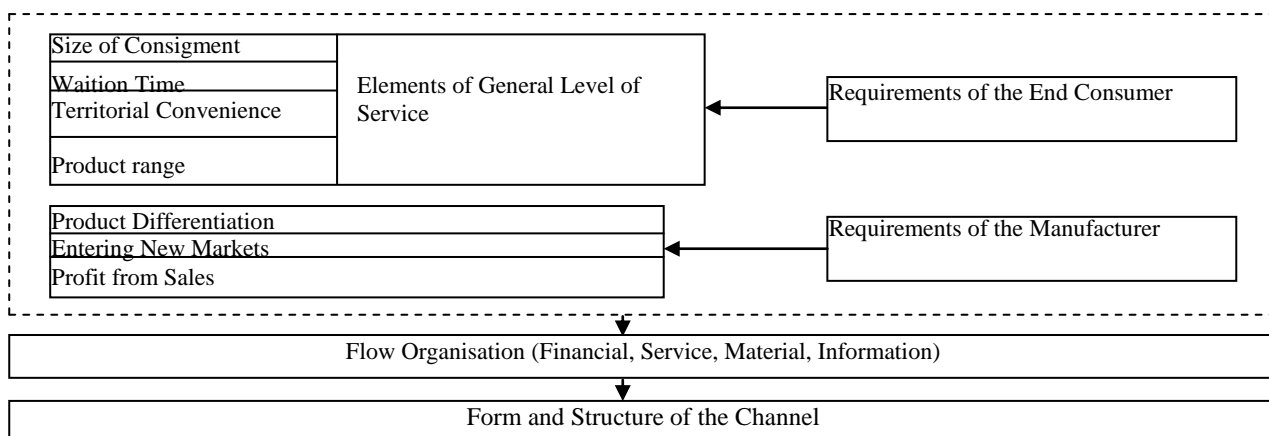 Size of Consigment
Waition Time
Territorial Convenience
Product range
Elements of General Level of
Service
Requirements of the End Consumer
Product Differentiation
Entering New Markets
Profit from Sales
Requirements of the Manufacturer
Flow Organisation (Financial, Service, Material, Information)
Form and Structure of the Channel